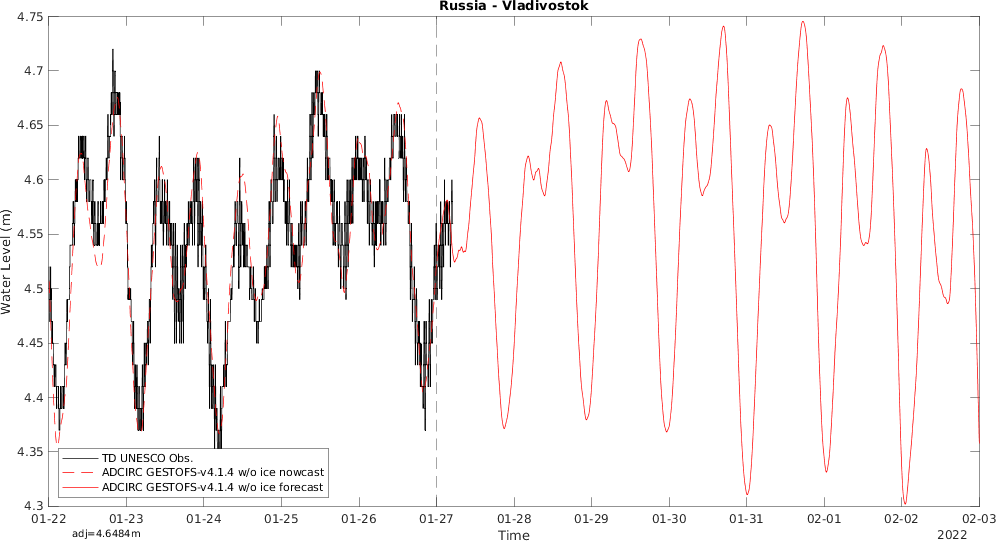 Russia - Vladivostok
Water Level (m)
4.75
4.7
4.65
4.6
4.55
4.5
4.45
4.4
4.35
4.3
TD UNESCO Obs.
ADCIRC GESTOFS-v4.1.4 w/o ice nowcast
ADCIRC GESTOFS-v4.1.4 w/o ice forecast
01-22 01-23 01-24 01-25 01-26 01-27 01-28 01-29 01-30 01-31 02-01 02-02 02-03
adj=4.6484m
Time
2022